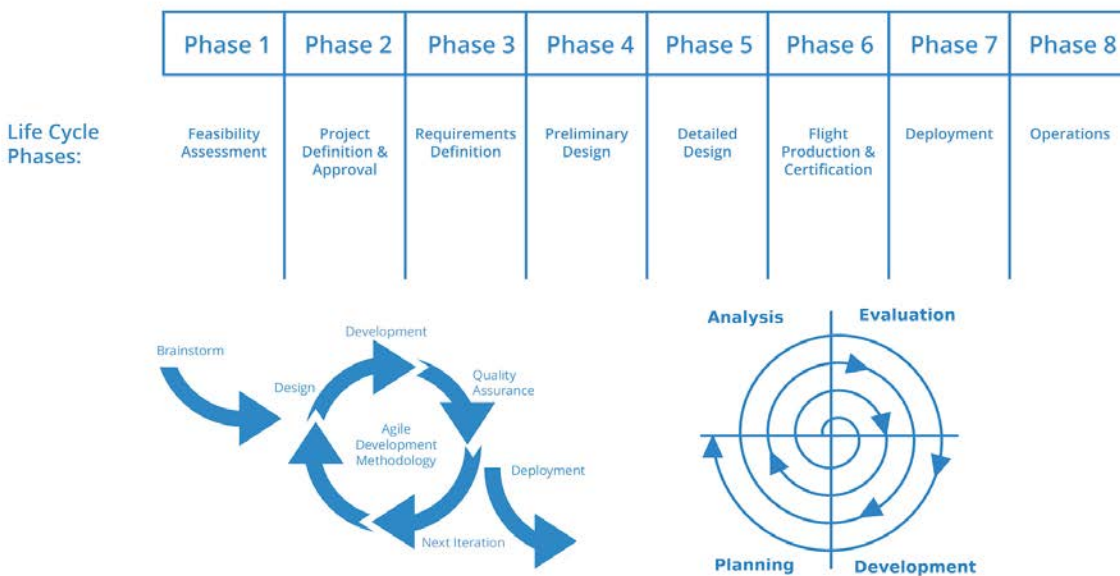 Phase 1 Phase 2 Phase 3 Phase 4 Phase 5 Phase 6 Phase 7 Phase 8
Life Cycle
Phases:
Feasibility
Assessment
Project
Definition &
Approval
Requirements
Definition
Preliminary
Design
Detailed
Design
Flight
Production &
Certification
Deployment
Operations
Brainstorm
Design
Development
Quality
Assurance
Agile
Development
Methodology
Deployment
Next Iteration
Analysis
Evaluation
Planning
Development